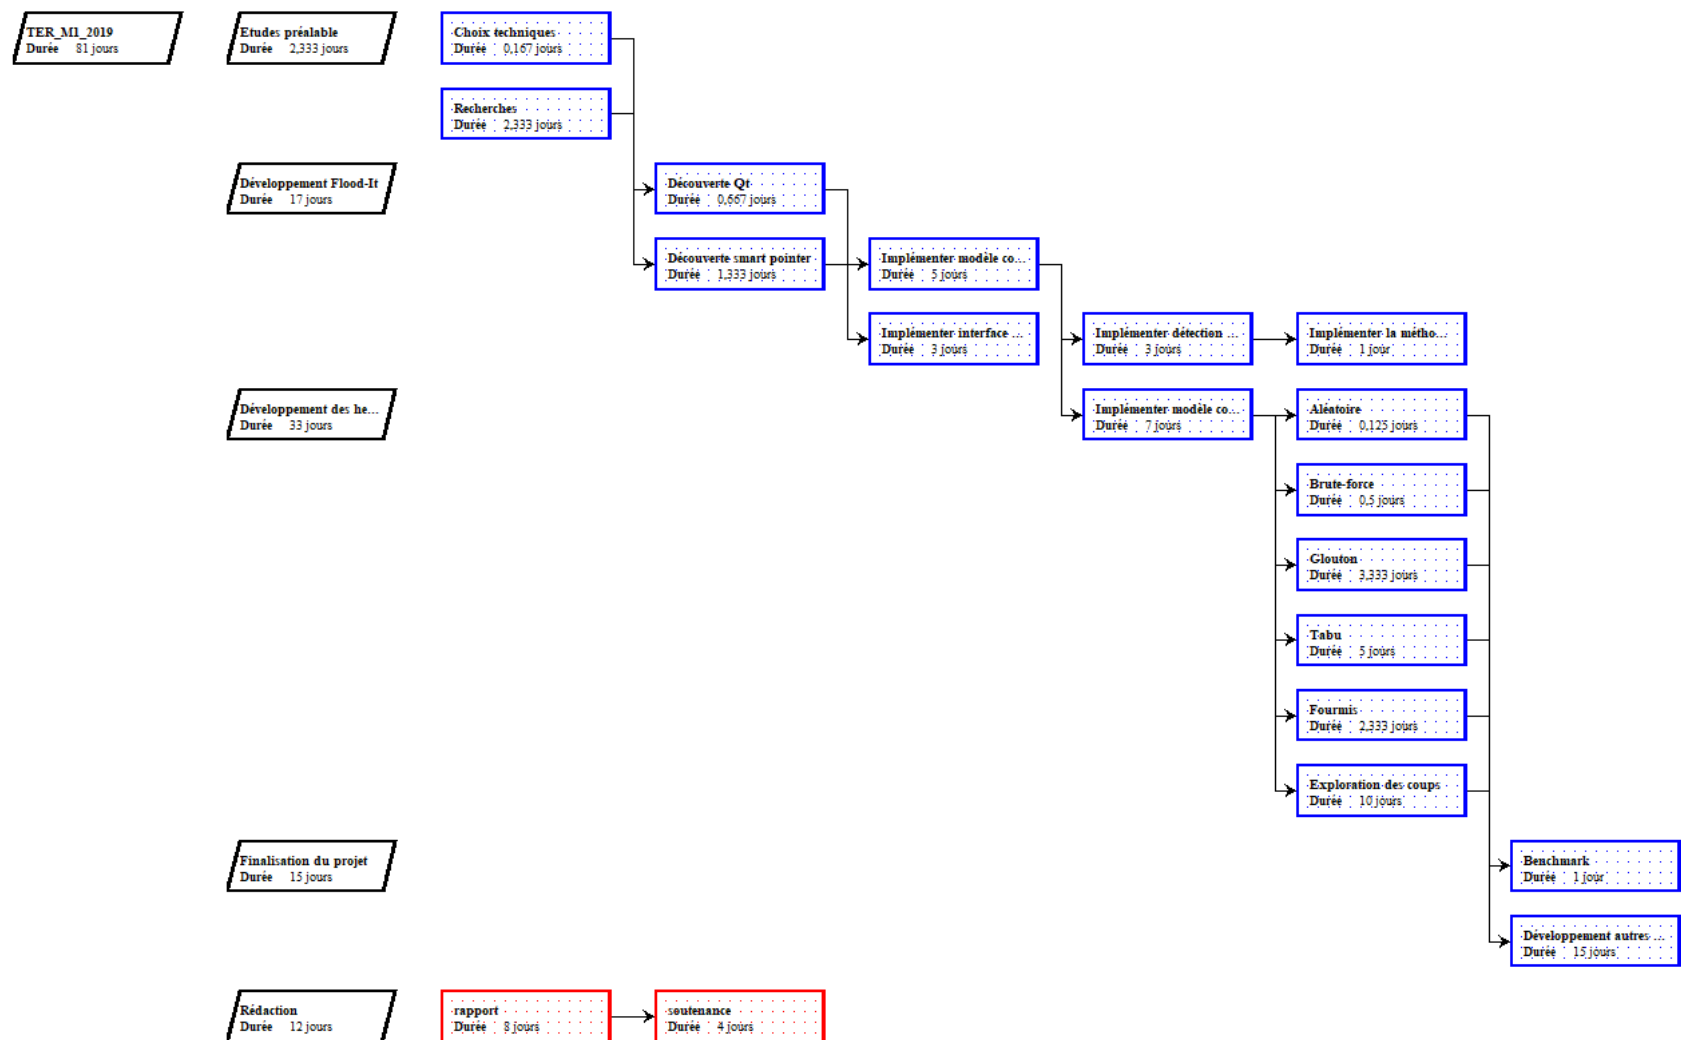 TER_M1_2019
Durée 81 jours
Etudes préalable
Durée 2,333 jours
Choix techniques
Durée 0,167 jours
Recherches
Durée 2,333 jours
Développement Flood-It
Durée 17 jours
Découverte Qt
Durée 0,667 jours
Découverte smart pointer
Durée 1,333 jours
Implémenter modèle co...
Durée 5 jours
Implémenter interface ...
Durée 3 jours
Implémenter détection ...
Durée 3 jours
Implémenter la métho...
Durée 1 jour
Développement des he...
Durée 33 jours
Implémenter modèle co...
Durée 7 jours
Aléatoire
Durée 0,125 jours
Brute-force
Durée 0,5 jours
Glouton
Durée 3,333 jours
Tabu
Durée 5 jours
Fourmis
Durée 2,333 jours
Exploration des coups
Durée 10 jours
Finalisation du projet
Durée 15 jours
Benchmark
Durée 1 jour
Développement autres ...
Durée 15 jours
Rédaction
Durée 12 jours
rapport
Durée 8 jours
soutenance
Durée 4 jours